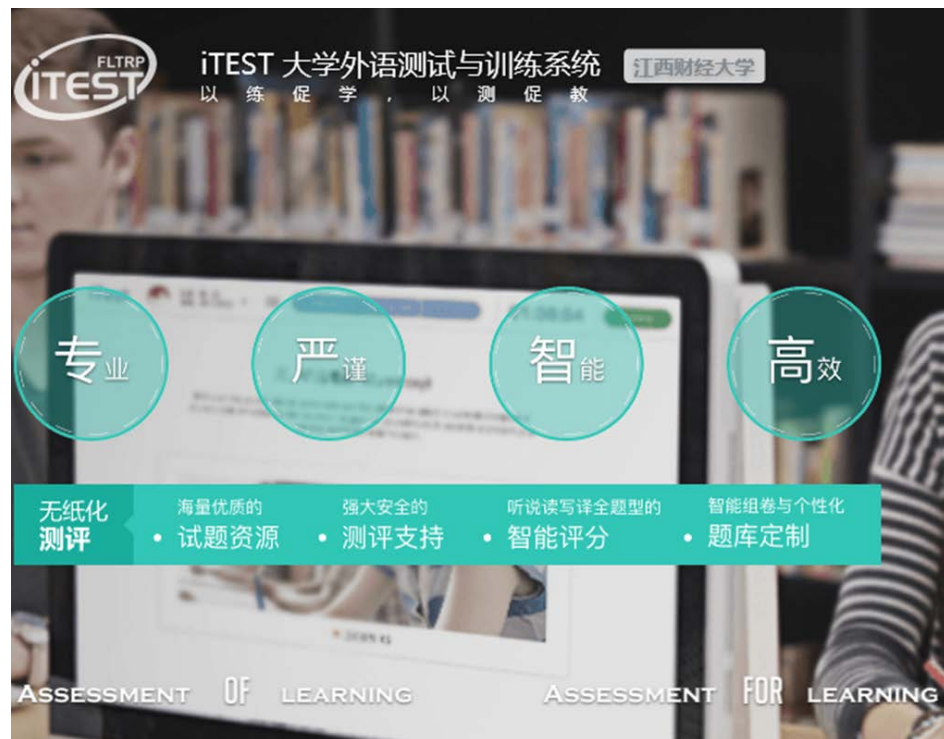 FLTRP
iTEST
iTEST 大学外语测试与训练系统 江西财经大学
以练促学，以测促教
专业 严谨 智能 高效
无纸化 海量优质的 强大安全的 听说读写译全题型的 智能组卷与个性化
测评 • 试题资源 • 测评支持 • 智能评分 • 题库定制
ASSESSMENT OF LEARNING ASSESSMENT FOR LEARNING